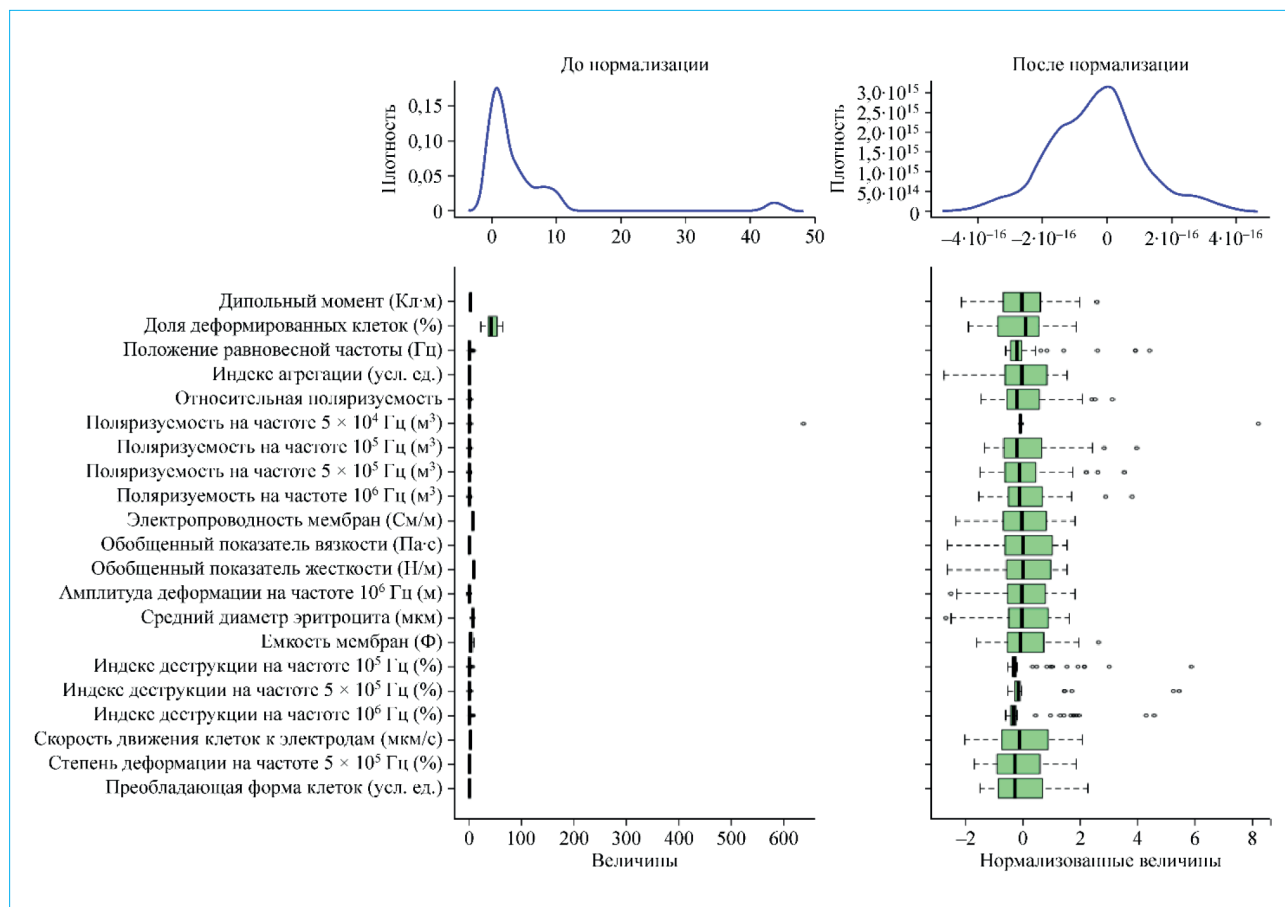 До нормализации
Плотность
0,15
0,10
0,05
0
0 10 20 30 40 50
После нормализации
Плотность
3,0·10¹⁵
2,5·10¹⁵
2,0·10¹⁵
1,5·10¹⁵
1,0·10¹⁵
5,0·10¹⁴
0
–4·10⁻¹⁶ –2·10⁻¹⁶ 0 2·10⁻¹⁶ 4·10⁻¹⁶
Дипольный момент (Кл·м)
Доля деформированных клеток (%)
Положение равновесной частоты (Гц)
Индекс агрегации (усл. ед.)
Относительная поляризуемость
Поляризуемость на частоте 5 × 10⁴ Гц (м³)
Поляризуемость на частоте 10⁵ Гц (м³)
Поляризуемость на частоте 5 × 10⁵ Гц (м³)
Поляризуемость на частоте 10⁶ Гц (м³)
Электропроводность мембран (См/м)
Обобщенный показатель вязкости (Па·с)
Обобщенный показатель жесткости (Н/м)
Амплитуда деформации на частоте 10⁶ Гц (м)
Средний диаметр эритроцита (мкм)
Емкость мембран (Ф)
Индекс деструкции на частоте 10⁵ Гц (%)
Индекс деструкции на частоте 5 × 10⁵ Гц (%)
Индекс деструкции на частоте 10⁶ Гц (%)
Скорость движения клеток к электродам (мкм/с)
Степень деформации на частоте 5 × 10⁵ Гц (%)
Преобладающая форма клеток (усл. ед.)
0 100 200 300 400 500 600
Величины
–2 0 2 4 6 8
Нормализованные величины